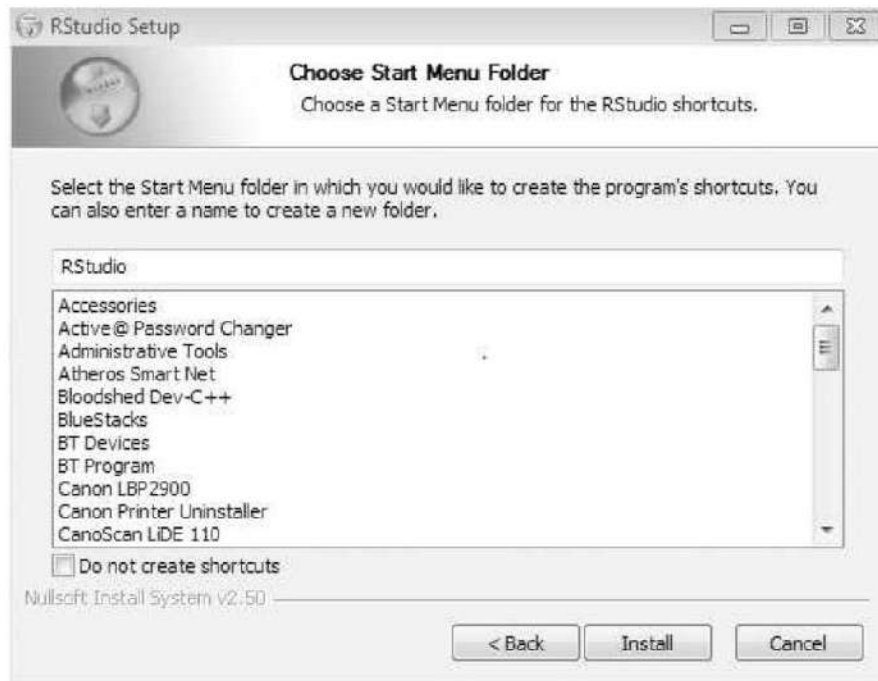 RStudio Setup
Choose Start Menu Folder
Choose a Start Menu folder for the RStudio shortcuts.
Select the Start Menu folder in which you would like to create the program's shortcuts. You
can also enter a name to create a new folder.
RStudio
Accessories
Active@ Password Changer
Administrative Tools
Atheros Smart Net
Bloodshed Dev-C++
BlueStacks
BT Devices
BT Program
Canon LBP2900
Canon Printer Uninstaller
CanoScan LiDE 110
Do not create shortcuts
Nullsoft Install System v2.50
< Back Install Cancel